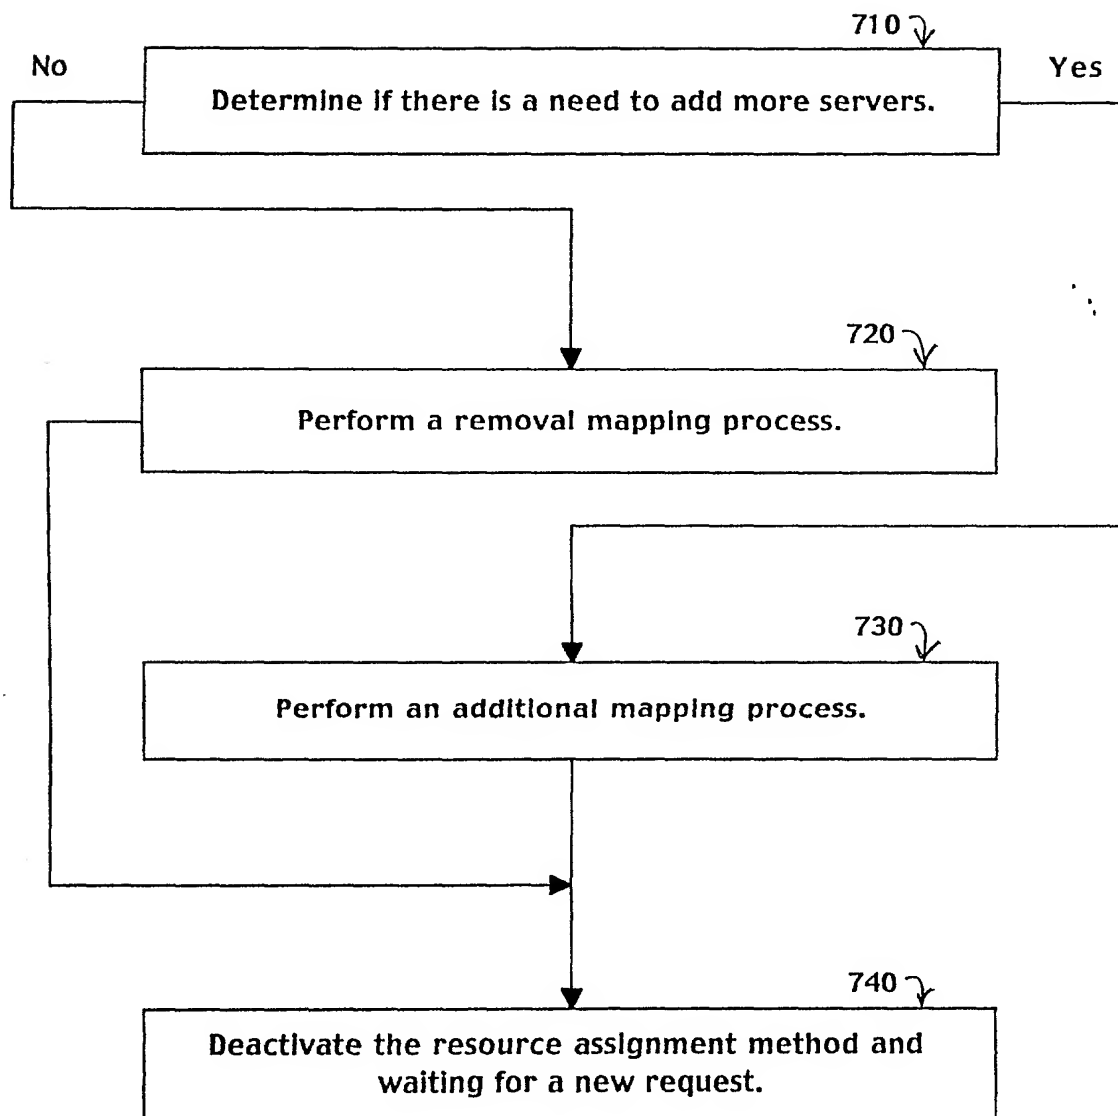 710
No
Yes
Determine if there is a need to add more servers.
720
Perform a removal mapping process.
730
Perform an additional mapping process.
740
Deactivate the resource assignment method and
waiting for a new request.